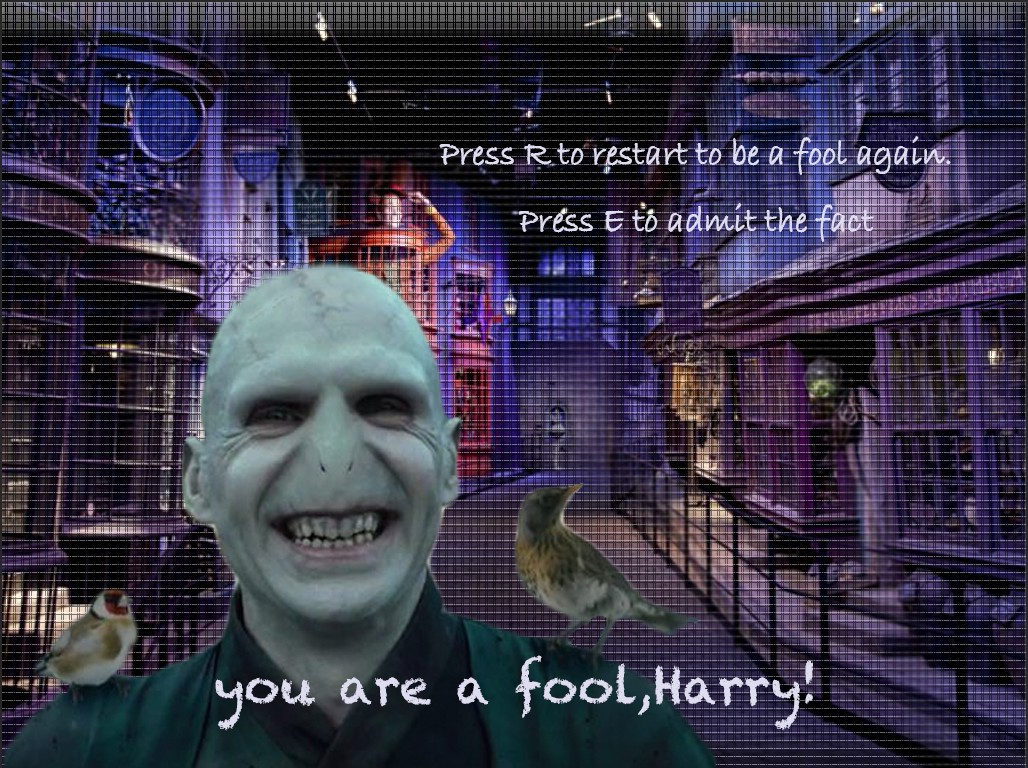 Press R to restart to be a fool again.
Press E to admit the fact
you are a fool,Harry!